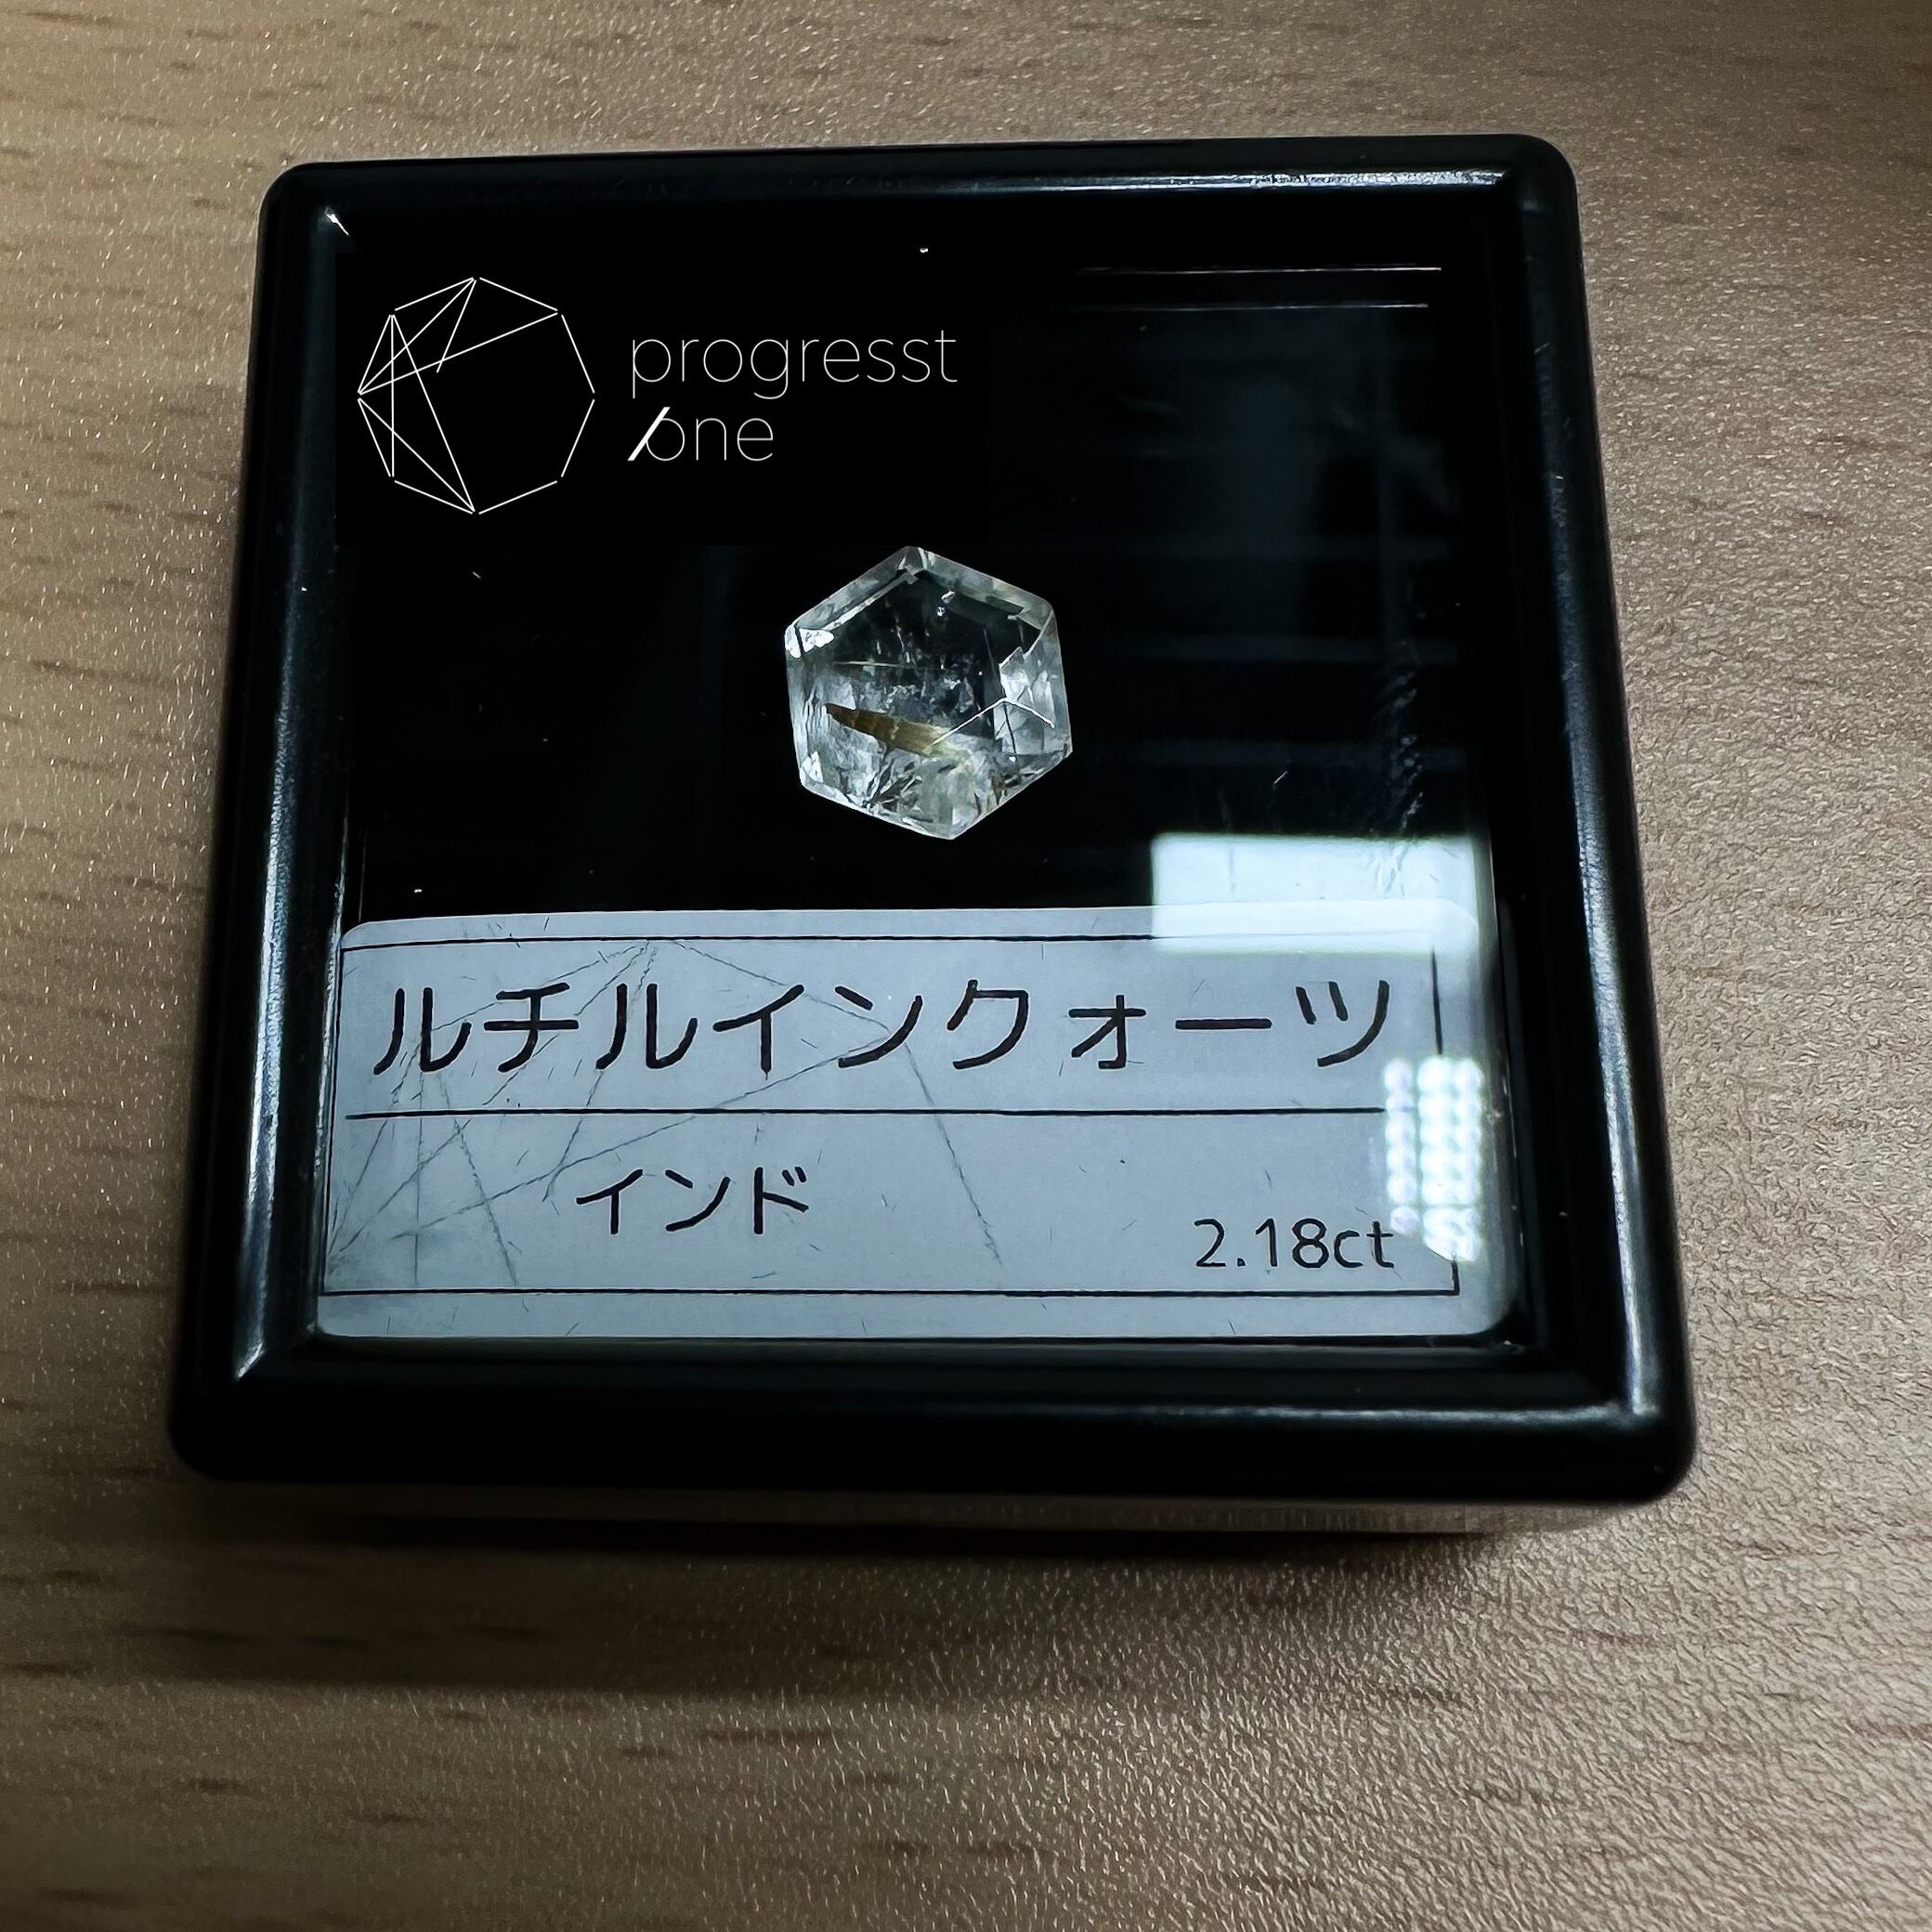 progresst
one
ルチルインクォーツ
インド
2.18ct